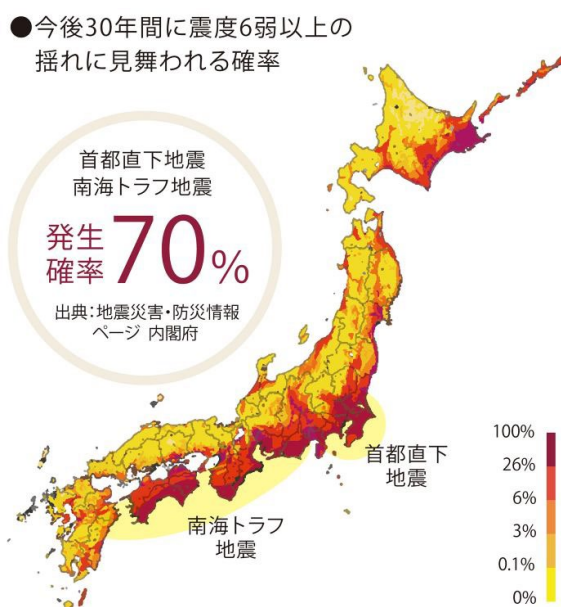 ●今後30年間に震度6弱以上の
揺れに見舞われる確率
首都直下地震
南海トラフ地震
発生
確率 70%
出典：地震災害・防災情報
ページ 内閣府
首都直下
地震
南海トラフ
地震
100%
26%
6%
3%
0.1%
0%